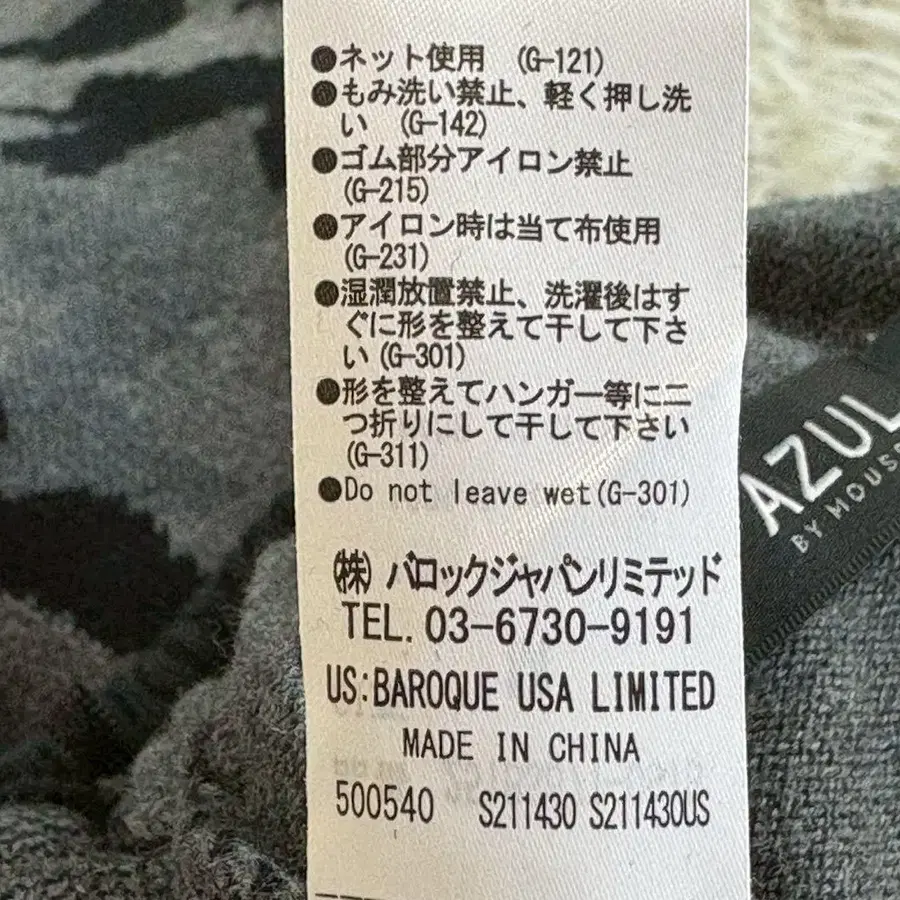 ●ネット使用 (G-121)
●もみ洗い禁止、軽く押し洗
い (G-142)
●ゴム部分アイロン禁止
(G-215)
●アイロン時は当て布使用
(G-231)
●湿潤放置禁止、洗濯後はす
ぐに形を整えて干して下さ
い(G-301)
●形を整えてハンガー等に二
つ折りにして干して下さい
(G-311)
●Do not leave wet(G-301)
(株) バロックジャパンリミテッド
TEL. 03-6730-9191
US:BAROQUE USA LIMITED
MADE IN CHINA
500540 S211430 S211430US
AZUL
BY MOUS